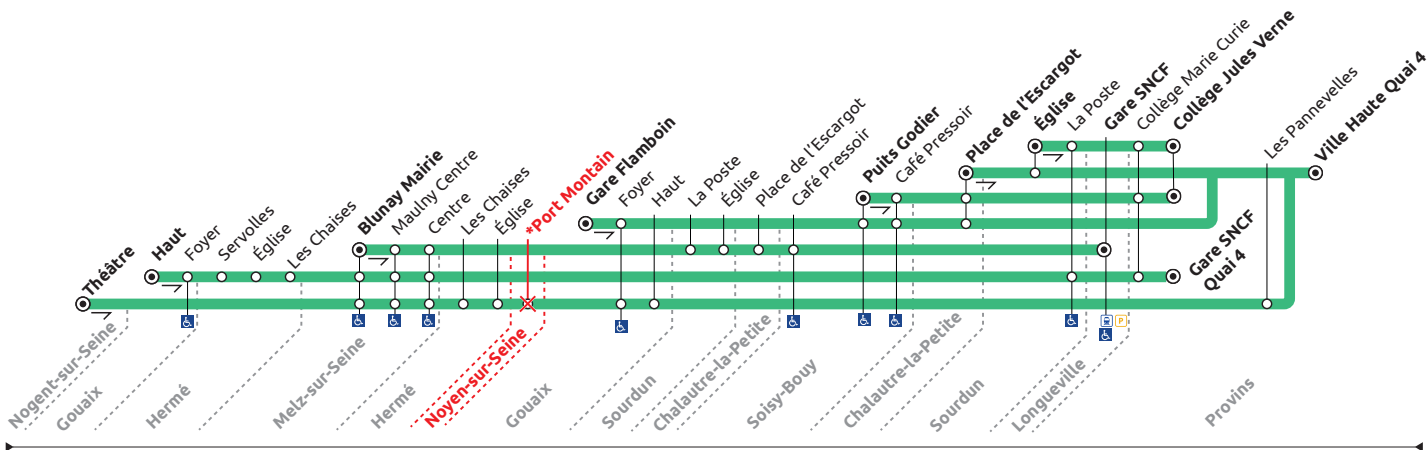 Théâtre
Haut
Foyer
Servolles
Église
Les Chaises
Blunay Mairie
Maulny Centre
Centre
Les Chaises
Église
*Port Montain
Gare Flamboin
Foyer
Haut
La Poste
Église
Place de l'Escargot
Café Pressoir
Puits Godier
Café Pressoir
Place de l'Escargot
Église
La Poste
Gare SNCF
Collège Marie Curie
Collège Jules Verne
Gare SNCF
Quai 4
Les Pannevelles
Ville Haute Quai 4
P
Nogent-sur-Seine
Gouaix
Hermé
Melz-sur-Seine
Hermé
Noyen-sur-Seine
Gouaix
Sourdun
Chalautre-la-Petite
Soisy-Bouy
Chalautre-la-Petite
Sourdun
Longueville
Provins